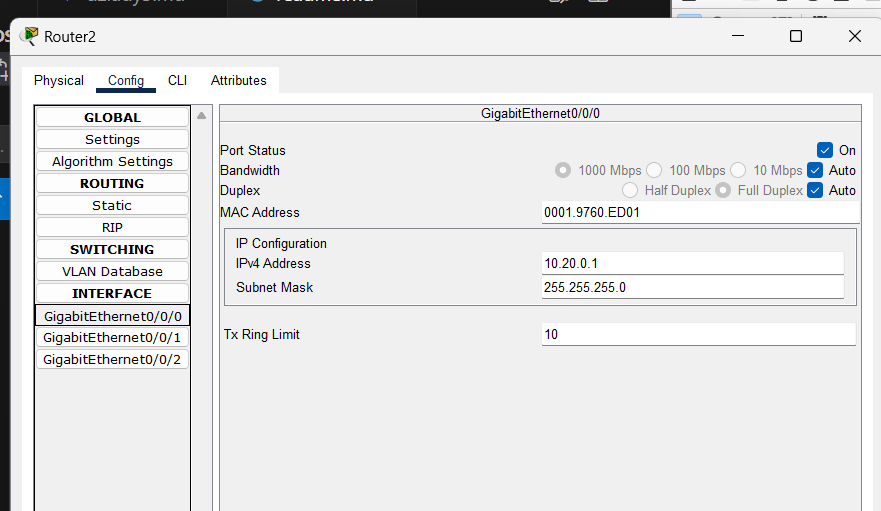 Router2
Physical Config CLI Attributes
GLOBAL
Settings
Algorithm Settings
ROUTING
Static
RIP
SWITCHING
VLAN Database
INTERFACE
GigabitEthernet0/0/0
GigabitEthernet0/0/1
GigabitEthernet0/0/2
GigabitEthernet0/0/0
Port Status On
Bandwidth 1000 Mbps 100 Mbps 10 Mbps Auto
Duplex Half Duplex Full Duplex Auto
MAC Address 0001.9760.ED01
IP Configuration
IPv4 Address 10.20.0.1
Subnet Mask 255.255.255.0
Tx Ring Limit 10